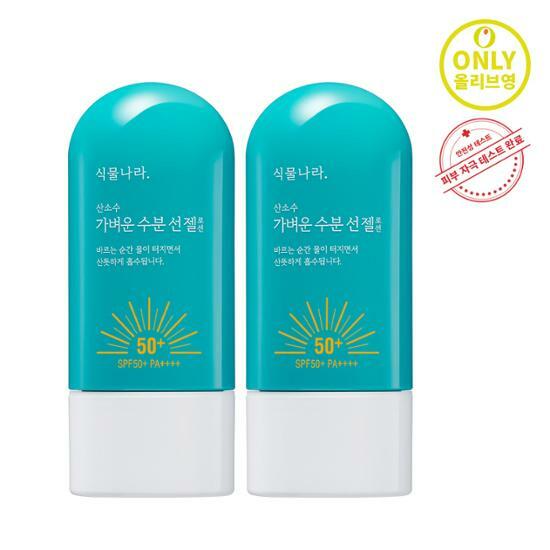 식물나라.
산소수
가벼운 수분 선 젤 로션
바르는 순간 물이 터지면서
산뜻하게 흡수됩니다.
50+
SPF50+ PA++++
식물나라.
산소수
가벼운 수분 선 젤 로션
바르는 순간 물이 터지면서
산뜻하게 흡수됩니다.
50+
SPF50+ PA++++
ONLY
올리브영
안전성 테스트
피부 자극 테스트 완료